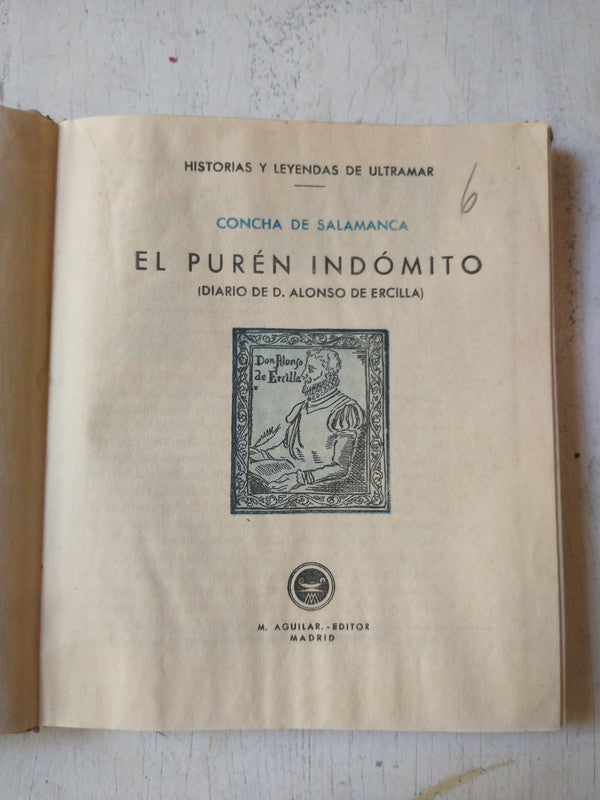 HISTORIAS Y LEYENDAS DE ULTRAMAR
6
CONCHA DE SALAMANCA
EL PURÉN INDÓMITO
(DIARIO DE D. ALONSO DE ERCILLA)
Don Alonso
de Ercilla
M. AGUILAR.-EDITOR
MADRID